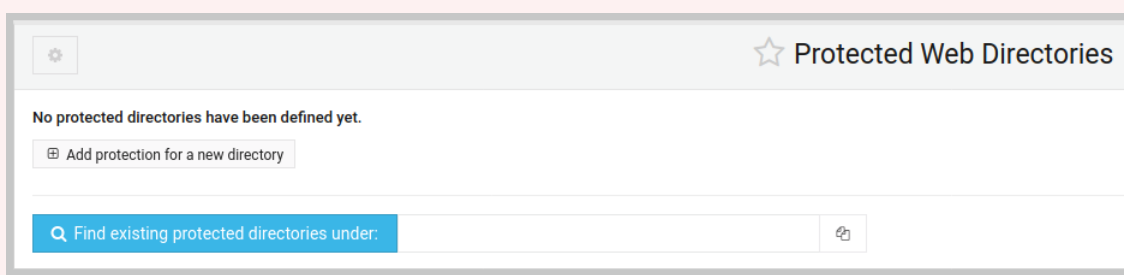 Protected Web Directories
No protected directories have been defined yet.
Add protection for a new directory
Find existing protected directories under: